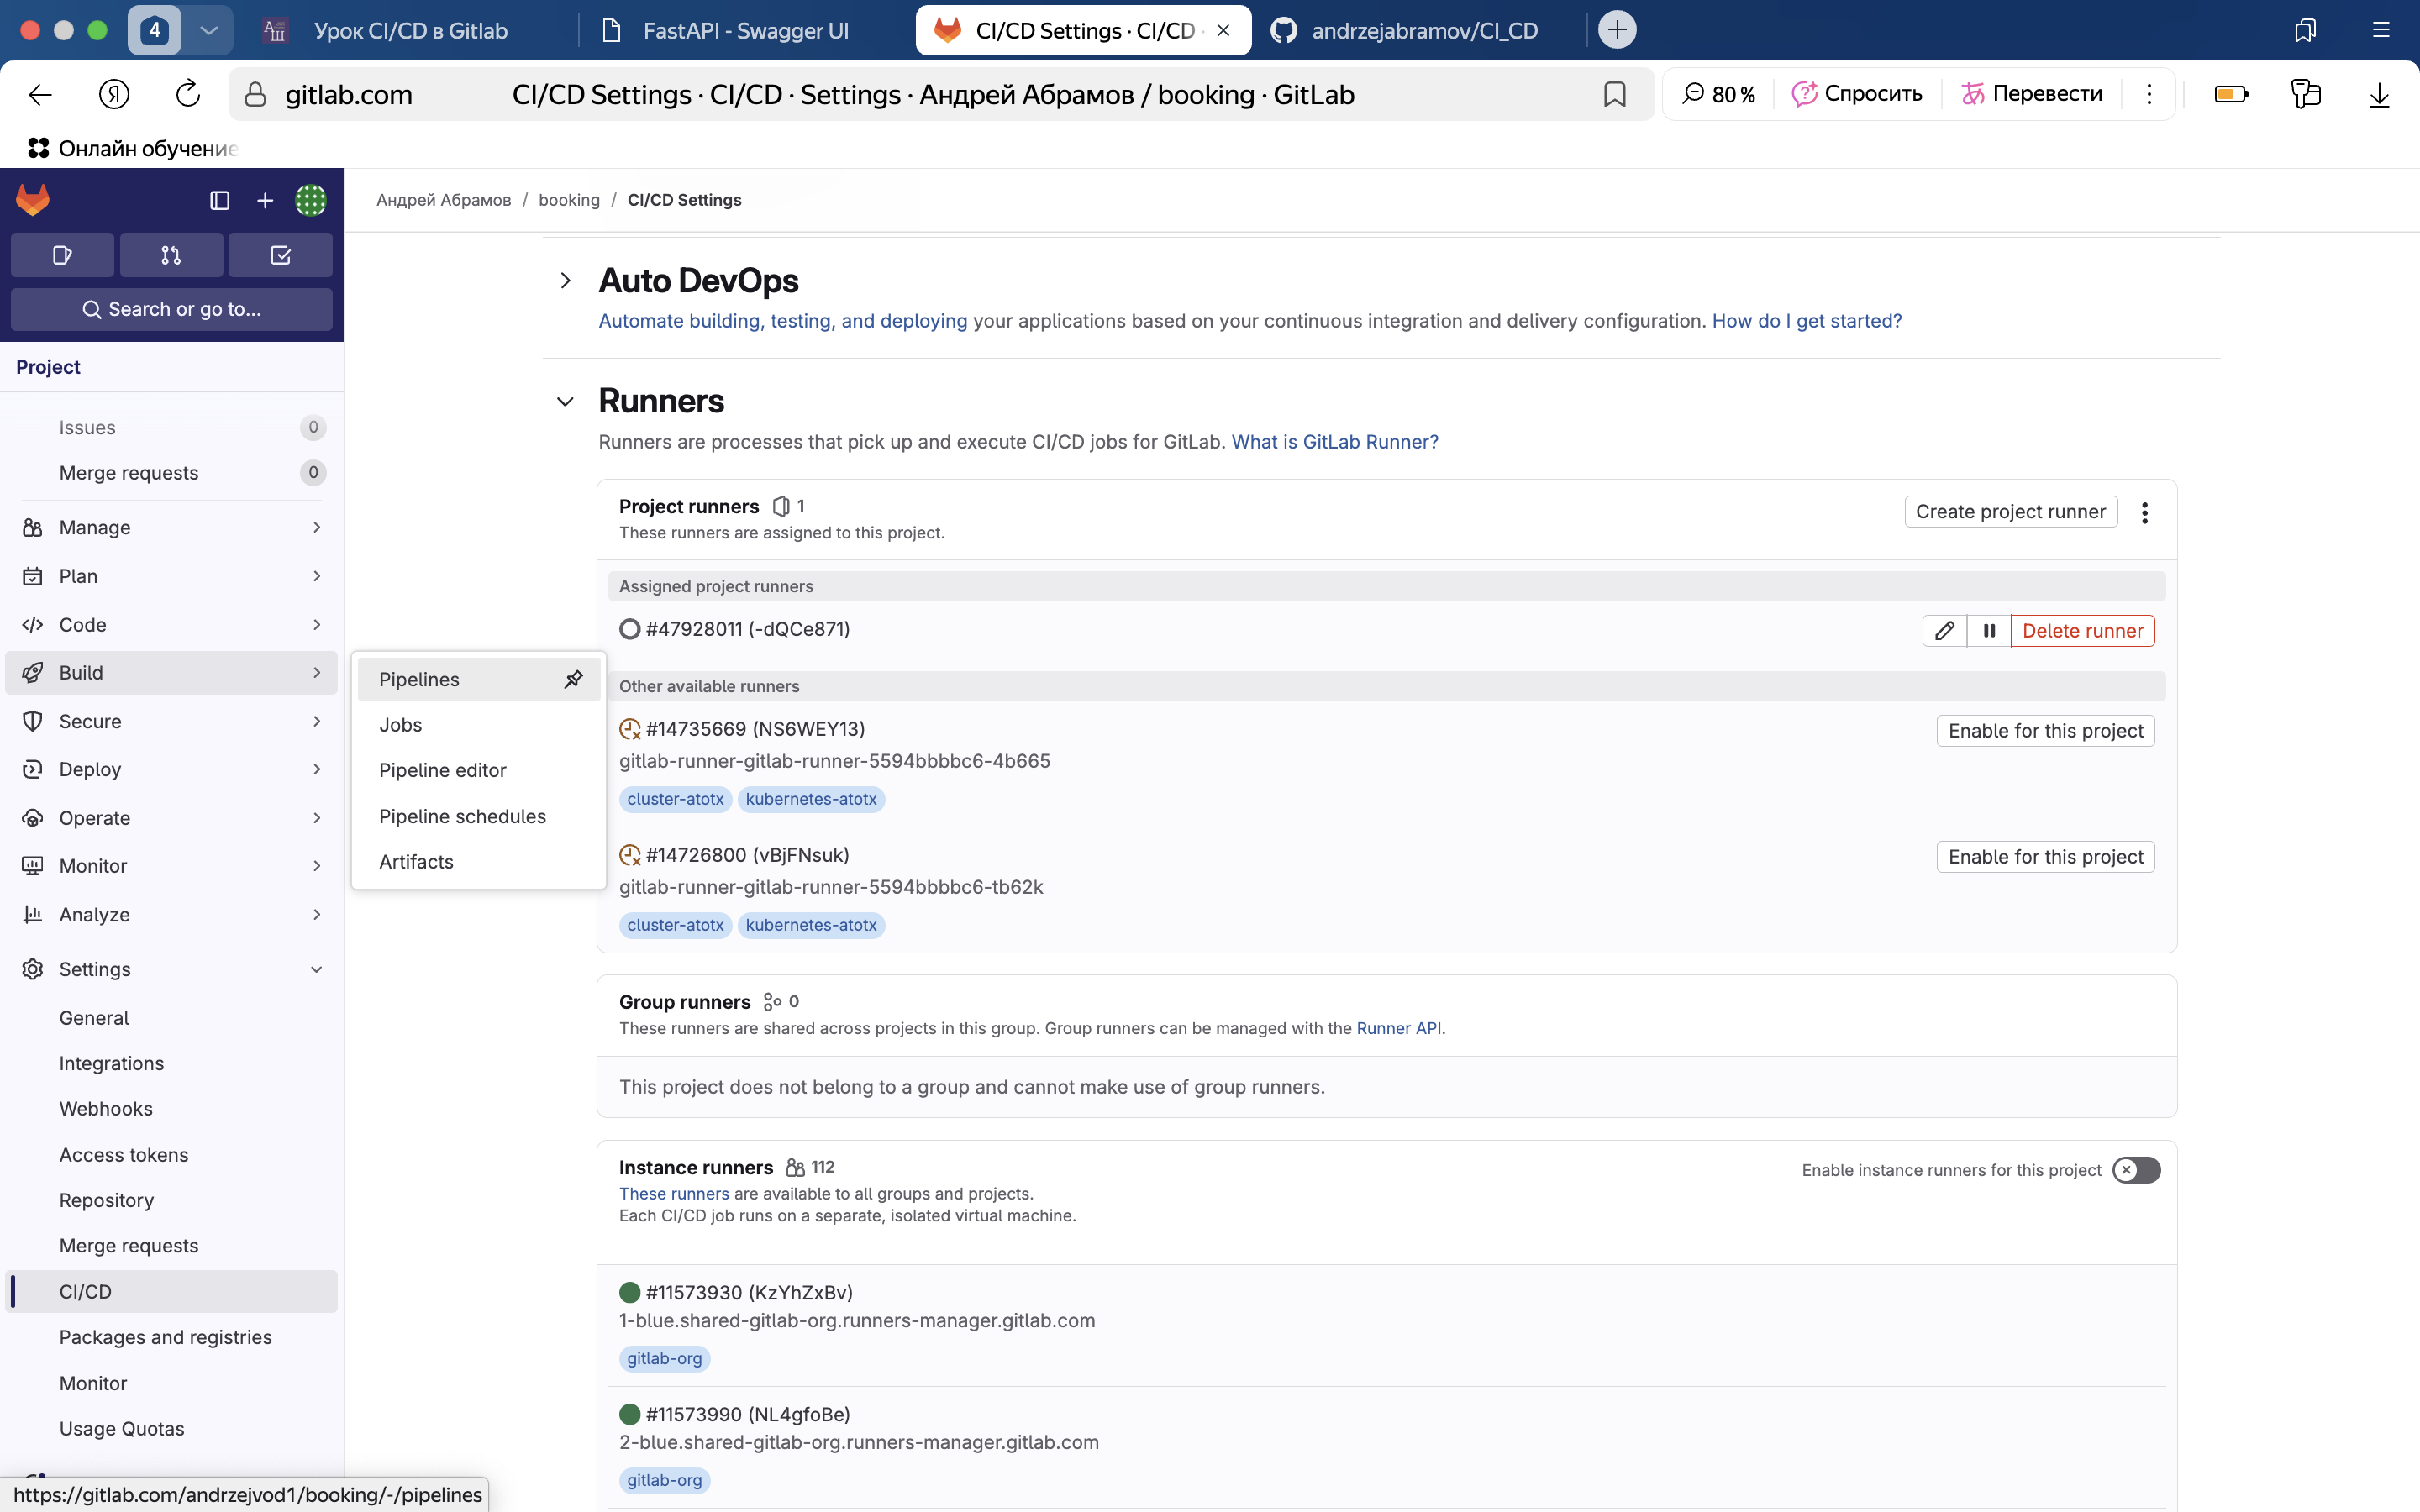 4
Урок CI/CD в Gitlab
FastAPI - Swagger UI
CI/CD Settings · CI/CD ·
andrzejabramov/CI_CD
gitlab.com
CI/CD Settings · CI/CD · Settings · Андрей Абрамов / booking · GitLab
80 %
Спросить
Перевести
Онлайн обучение
Search or go to...
Project
Issues 0
Merge requests 0
Manage
Plan
Code
Build
Secure
Deploy
Operate
Monitor
Analyze
Settings
General
Integrations
Webhooks
Access tokens
Repository
Merge requests
CI/CD
Packages and registries
Monitor
Usage Quotas
https://gitlab.com/andrzejvod1/booking/-/pipelines
Pipelines
Jobs
Pipeline editor
Pipeline schedules
Artifacts
Андрей Абрамов / booking / CI/CD Settings
Auto DevOps
Automate building, testing, and deploying your applications based on your continuous integration and delivery configuration. How do I get started?
Runners
Runners are processes that pick up and execute CI/CD jobs for GitLab. What is GitLab Runner?
Project runners 1
These runners are assigned to this project.
Create project runner
Assigned project runners
#47928011 (-dQCe871)
Delete runner
Other available runners
#14735669 (NS6WEY13)
Enable for this project
gitlab-runner-gitlab-runner-5594bbbbc6-4b665
cluster-atotx kubernetes-atotx
#14726800 (vBjFNsuk)
Enable for this project
gitlab-runner-gitlab-runner-5594bbbbc6-tb62k
cluster-atotx kubernetes-atotx
Group runners 0
These runners are shared across projects in this group. Group runners can be managed with the Runner API.
This project does not belong to a group and cannot make use of group runners.
Instance runners 112
Enable instance runners for this project
These runners are available to all groups and projects.
Each CI/CD job runs on a separate, isolated virtual machine.
#11573930 (KzYhZxBv)
1-blue.shared-gitlab-org.runners-manager.gitlab.com
gitlab-org
#11573990 (NL4gfoBe)
2-blue.shared-gitlab-org.runners-manager.gitlab.com
gitlab-org